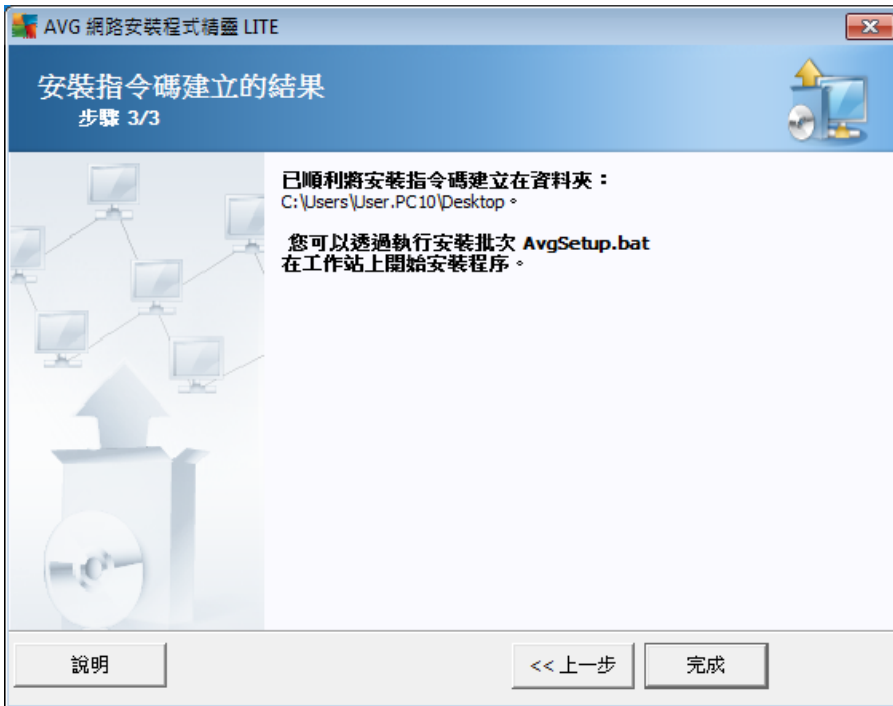 AVG 網路安裝程式精靈 LITE
安裝指令碼建立的結果
步驟 3/3
已順利將安裝指令碼建立在資料夾：
C:\Users\User.PC10\Desktop。
您可以透過執行安裝批次 AvgSetup.bat
在工作站上開始安裝程序。
說明
<< 上一步
完成